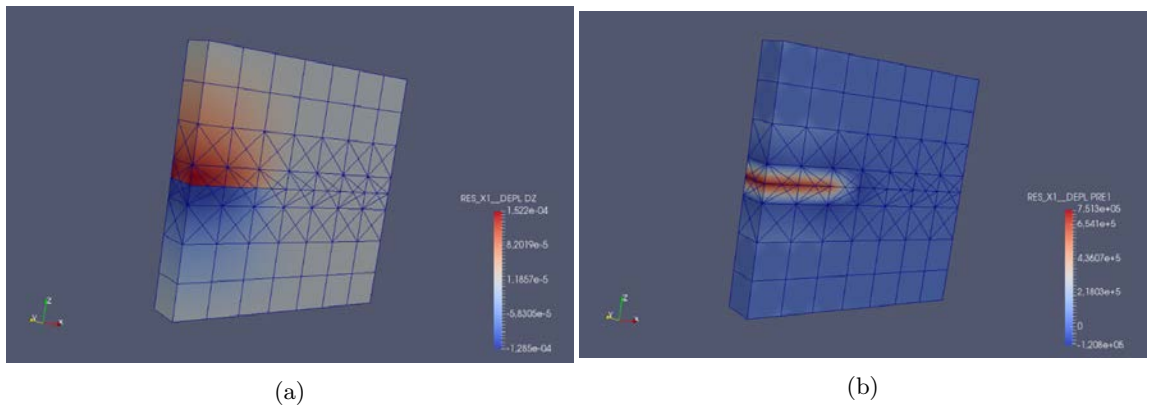 RES_X1__DEPL DZ
1,522e-04
8,2019e-5
1,1857e-5
-5,8305e-5
-1,285e-04
Z
Y
X
(a)
RES_X1__DEPL PRE1
7,513e+05
6,541e+5
4,3607e+5
2,1803e+5
0
-1,208e+05
Z
Y
X
(b)